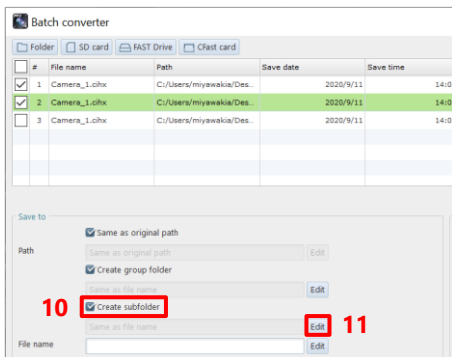 Batch converter
Folder SD card FAST Drive CFast card
# File name Path Save date Save time
1 Camera_1.cihx C:/Users/miyawakia/Des.. 2020/9/11 14:0
2 Camera_1.cihx C:/Users/miyawakia/Des.. 2020/9/11 14:0
3 Camera_1.cihx C:/Users/miyawakia/Des.. 2020/9/11 14:0
Save to
Same as original path
Path Same as original path Edit
Create group folder
Same as file name Edit
10 Create subfolder
Same as file name Edit 11
File name Edit